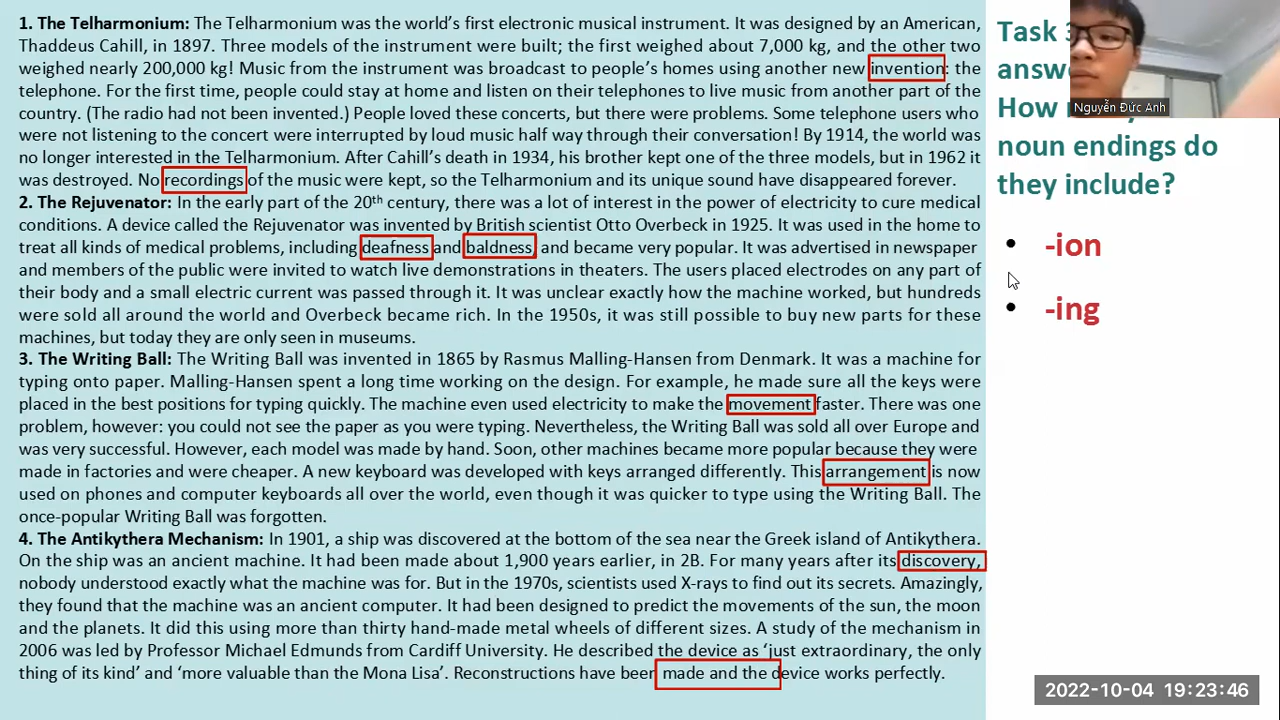 1. The Telharmonium: The Telharmonium was the world's first electronic musical instrument. It was designed by an American,
Thaddeus Cahill, in 1897. Three models of the instrument were built; the first weighed about 7,000 kg, and the other two
weighed nearly 200,000 kg! Music from the instrument was broadcast to people's homes using another new invention: the
telephone. For the first time, people could stay at home and listen on their telephones to live music from another part of the
country. (The radio had not been invented.) People loved these concerts, but there were problems. Some telephone users who
were not listening to the concert were interrupted by loud music half way through their conversation! By 1914, the world was
no longer interested in the Telharmonium. After Cahill's death in 1934, his brother kept one of the three models, but in 1962 it
was destroyed. No recordings of the music were kept, so the Telharmonium and its unique sound have disappeared forever.
2. The Rejuvenator: In the early part of the 20th century, there was a lot of interest in the power of electricity to cure medical
conditions. A device called the Rejuvenator was invented by British scientist Otto Overbeck in 1925. It was used in the home to
treat all kinds of medical problems, including deafness and baldness, and became very popular. It was advertised in newspaper
and members of the public were invited to watch live demonstrations in theaters. The users placed electrodes on any part of
their body and a small electric current was passed through it. It was unclear exactly how the machine worked, but hundreds
were sold all around the world and Overbeck became rich. In the 1950s, it was still possible to buy new parts for these
machines, but today they are only seen in museums.
3. The Writing Ball: The Writing Ball was invented in 1865 by Rasmus Malling-Hansen from Denmark. It was a machine for
typing onto paper. Malling-Hansen spent a long time working on the design. For example, he made sure all the keys were
placed in the best positions for typing quickly. The machine even used electricity to make the movement faster. There was one
problem, however: you could not see the paper as you were typing. Nevertheless, the Writing Ball was sold all over Europe and
was very successful. However, each model was made by hand. Soon, other machines became more popular because they were
made in factories and were cheaper. A new keyboard was developed with keys arranged differently. This arrangement is now
used on phones and computer keyboards all over the world, even though it was quicker to type using the Writing Ball. The
once-popular Writing Ball was forgotten.
4. The Antikythera Mechanism: In 1901, a ship was discovered at the bottom of the sea near the Greek island of Antikythera.
On the ship was an ancient machine. It had been made about 1,900 years earlier, in 2B. For many years after its discovery,
nobody understood exactly what the machine was for. But in the 1970s, scientists used X-rays to find out its secrets. Amazingly,
they found that the machine was an ancient computer. It had been designed to predict the movements of the sun, the moon
and the planets. It did this using more than thirty hand-made metal wheels of different sizes. A study of the mechanism in
2006 was led by Professor Michael Edmunds from Cardiff University. He described the device as 'just extraordinary, the only
thing of its kind' and 'more valuable than the Mona Lisa'. Reconstructions have been made and the device works perfectly.
Task
How
noun endings do
they include?
• -ion
• -ing
Nguyễn Đức Anh
2022-10-04 19:23:46